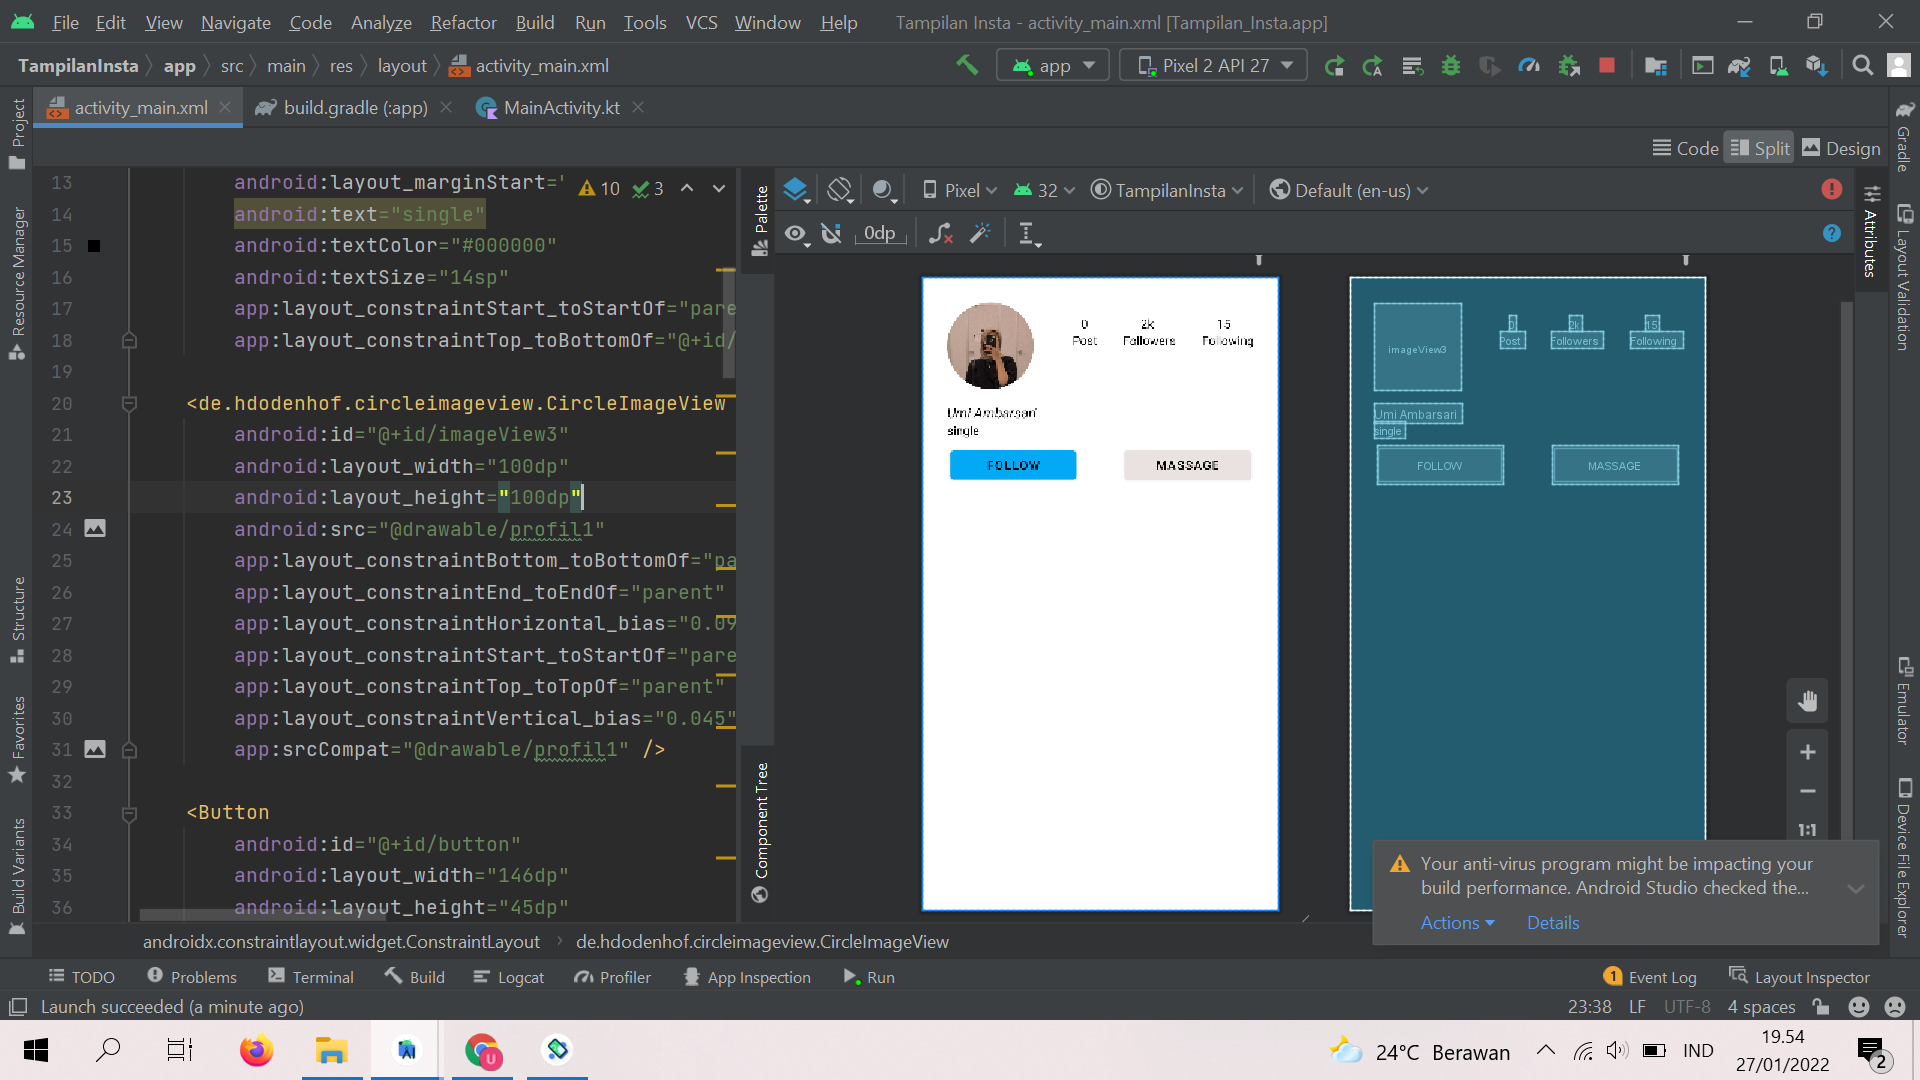 File Edit View Navigate Code Analyze Refactor Build Run Tools VCS Window Help Tampilan Insta - activity_main.xml [Tampilan_Insta.app]
TampilanInsta app src main res layout activity_main.xml app Pixel 2 API 27
activity_main.xml build.gradle (:app) MainActivity.kt
Code Split Design
Project
Resource Manager
Structure
Favorites
Build Variants
13 android:layout_marginStart=" 10 3
14 android:text="single"
15 android:textColor="#000000"
16 android:textSize="14sp"
17 app:layout_constraintStart_toStartOf="pare
18 app:layout_constraintTop_toBottomOf="@+id/
19
20 <de.hdodenhof.circleimageview.CircleImageView
21 android:id="@+id/imageView3"
22 android:layout_width="100dp"
23 android:layout_height="100dp"
24 android:src="@drawable/profil1"
25 app:layout_constraintBottom_toBottomOf="pa
26 app:layout_constraintEnd_toEndOf="parent"
27 app:layout_constraintHorizontal_bias="0.09
28 app:layout_constraintStart_toStartOf="pare
29 app:layout_constraintTop_toTopOf="parent"
30 app:layout_constraintVertical_bias="0.045"
31 app:srcCompat="@drawable/profil1" />
32
33 <Button
34 android:id="@+id/button"
35 android:layout_width="146dp"
36 android:layout_height="45dp"
Palette
Component Tree
Pixel 32 TampilanInsta Default (en-us)
0dp
0 2k 15
Post Followers Following
Umi Ambarsari
single
FOLLOW MASSAGE
imageView3
0 2k 15
Post Followers Following
Umi Ambarsari
single
FOLLOW MASSAGE
1:1
Attributes
Gradle
Layout Validation
Emulator
Device File Explorer
Your anti-virus program might be impacting your
build performance. Android Studio checked the...
Actions Details
androidx.constraintlayout.widget.ConstraintLayout de.hdodenhof.circleimageview.CircleImageView
TODO Problems Terminal Build Logcat Profiler App Inspection Run 1 Event Log Layout Inspector
Launch succeeded (a minute ago) 23:38 LF UTF-8 4 spaces
U 24°C Berawan IND 19.54
27/01/2022 2